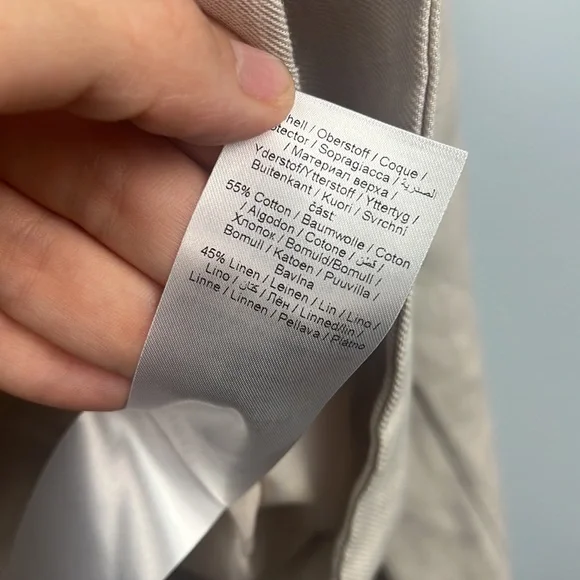 hell / Oberstoff / Coque /
tector / Sopragiacca / الصدرية
/ Материал верха /
Yderstof/Ytterstoff / Yttertyg /
Buitenkant / Kuori / Svrchní
část
55% Cotton / Baumwolle / Coton
/ Algodón / Cotone / قطن /
Хлопок / Bomuld/Bomull /
Bomull / Katoen / Puuvilla /
Bavlna
45% Linen / Leinen / Lin / Lino /
Lino / كتان / Лён / Linned/lin /
Linne / Linnen / Pellava / Plátno